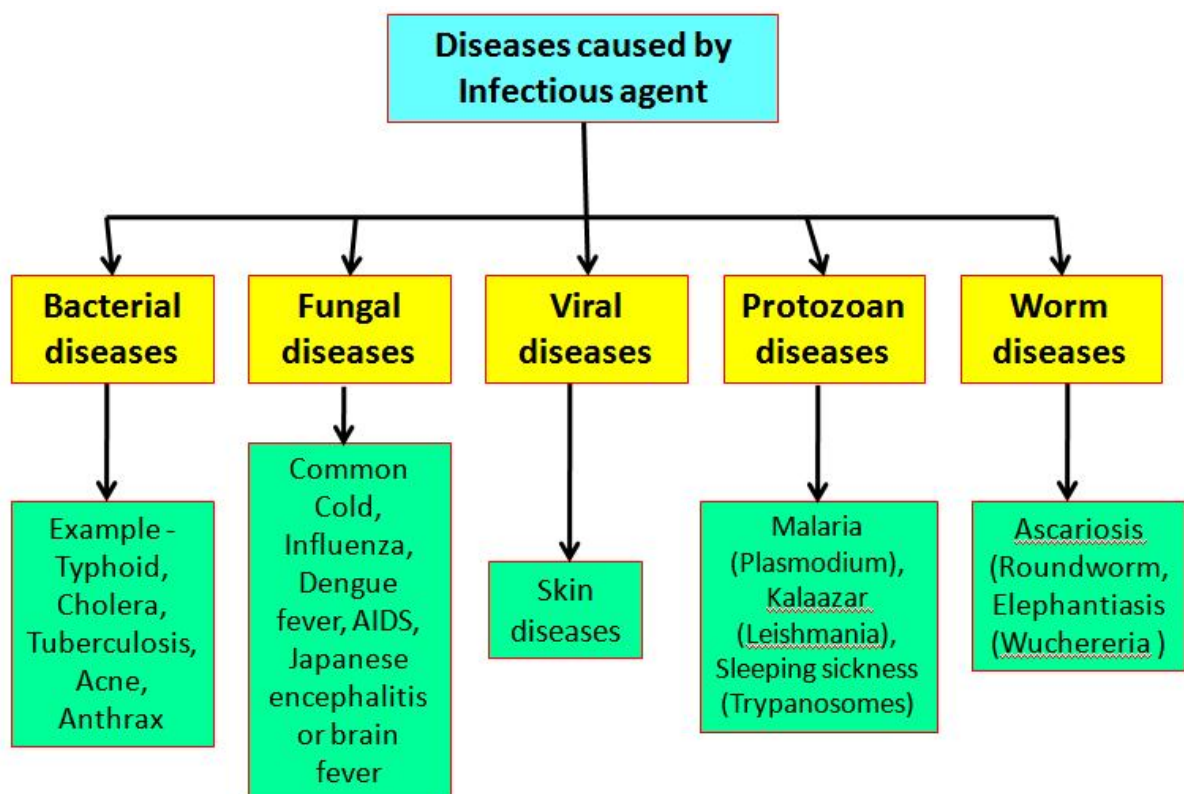 Diseases caused by
Infectious agent
Bacterial
diseases
Fungal
diseases
Viral
diseases
Protozoan
diseases
Worm
diseases
Example -
Typhoid,
Cholera,
Tuberculosis,
Acne,
Anthrax
Common
Cold,
Influenza,
Dengue
fever, AIDS,
Japanese
encephalitis
or brain
fever
Skin
diseases
Malaria
(Plasmodium),
Kalaazar
(Leishmania),
Sleeping sickness
(Trypanosomes)
Ascariosis
(Roundworm,
Elephantiasis
(Wuchereria )